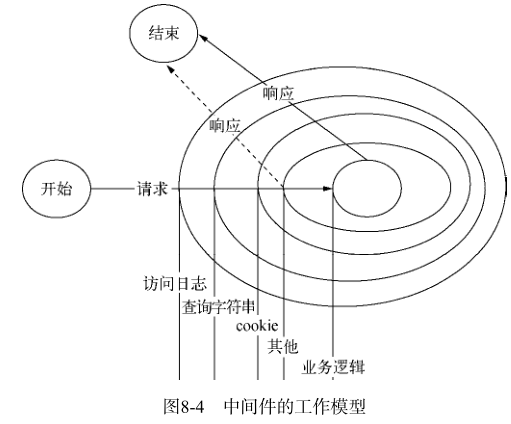 结束
响应
响应
开始
请求
访问日志
查询字符串
cookie
其他
业务逻辑
图8-4 中间件的工作模型